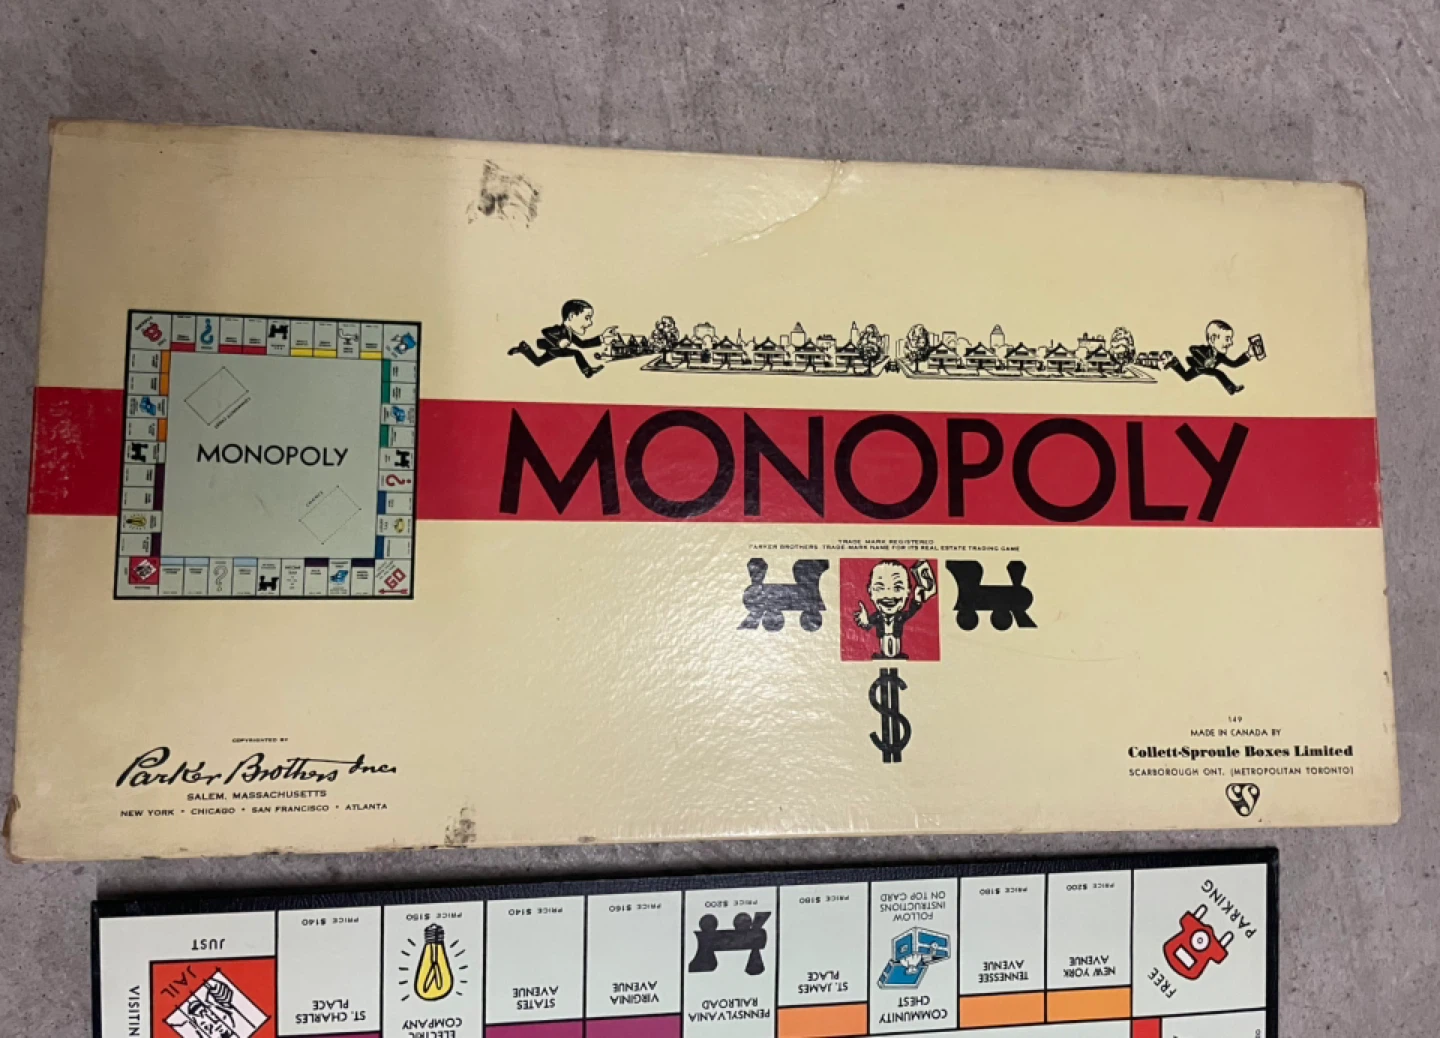 MONOPOLY
MONOPOLY
TRADE MARK REGISTERED
PARKER BROTHERS TRADE-MARK NAME FOR ITS REAL ESTATE TRADING GAME
$
COPYRIGHTED BY
Parker Brothers Inc.
SALEM, MASSACHUSETTS
NEW YORK • CHICAGO • SAN FRANCISCO • ATLANTA
149
MADE IN CANADA BY
Collett-Sproule Boxes Limited
SCARBOROUGH ONT. (METROPOLITAN TORONTO)
JUST
VISITIN
JAIL
PRICE $140
ST. CHARLES
PLACE
PRICE $150
ELECTRIC
COMPANY
PRICE $140
STATES
AVENUE
PRICE $160
VIRGINIA
AVENUE
PRICE $200
PENNSYLVANIA
RAILROAD
PRICE $180
ST. JAMES
PLACE
FOLLOW
INSTRUCTIONS
ON TOP CARD
COMMUNITY
CHEST
PRICE $180
TENNESSEE
AVENUE
PRICE $200
NEW YORK
AVENUE
FREE
PARKING